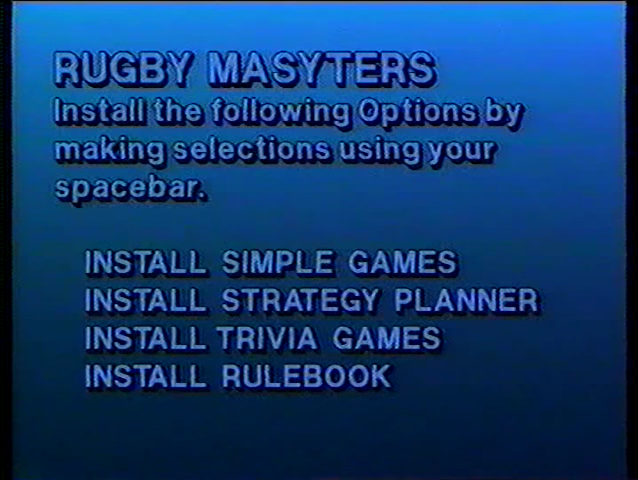 RUGBY MASYTERS
Install the following Options by
making selections using your
spacebar.
INSTALL SIMPLE GAMES
INSTALL STRATEGY PLANNER
INSTALL TRIVIA GAMES
INSTALL RULEBOOK